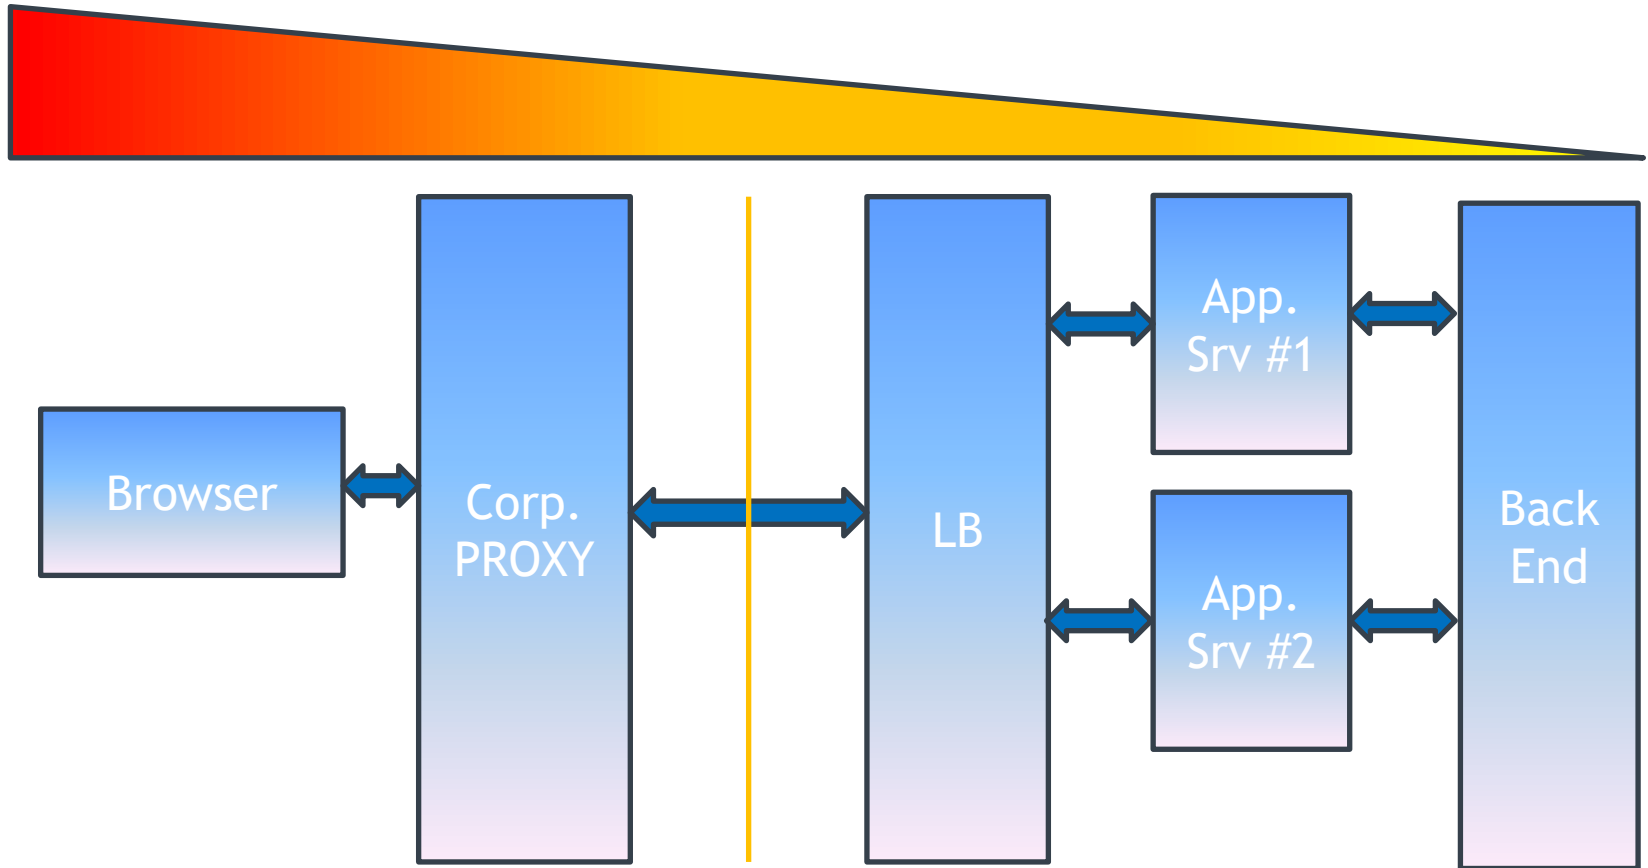 Browser
Corp.
PROXY
LB
App.
Srv #1
App.
Srv #2
Back
End